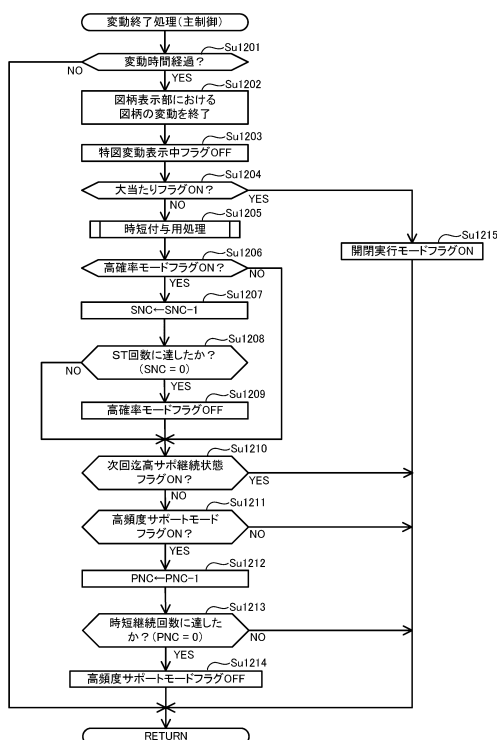 変動終了処理(主制御)
Su1201
変動時間経過?
NO
YES
Su1202
図柄表示部における
図柄の変動を終了
Su1203
特図変動表示中フラグOFF
Su1204
大当たりフラグON?
YES
NO
Su1205
時短付与用処理
Su1215
開閉実行モードフラグON
Su1206
高確率モードフラグON?
NO
YES
Su1207
SNC←SNC-1
Su1208
ST回数に達したか?
(SNC = 0)
NO
YES
Su1209
高確率モードフラグOFF
Su1210
次回迄高サポ継続状態
フラグON?
YES
NO
Su1211
高頻度サポートモード
フラグON?
NO
YES
Su1212
PNC←PNC-1
Su1213
時短継続回数に達した
か?(PNC = 0)
NO
YES
Su1214
高頻度サポートモードフラグOFF
RETURN